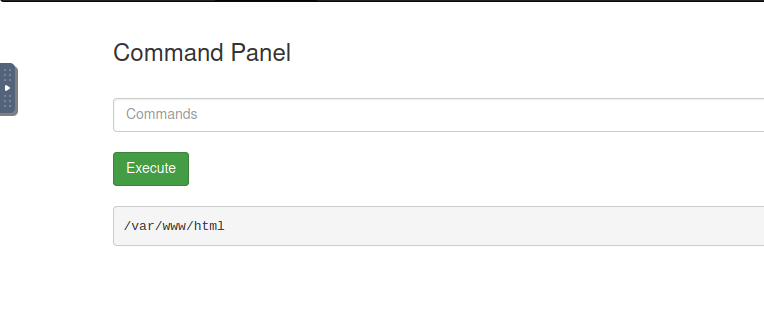 Command Panel
Commands
Execute
/var/www/html